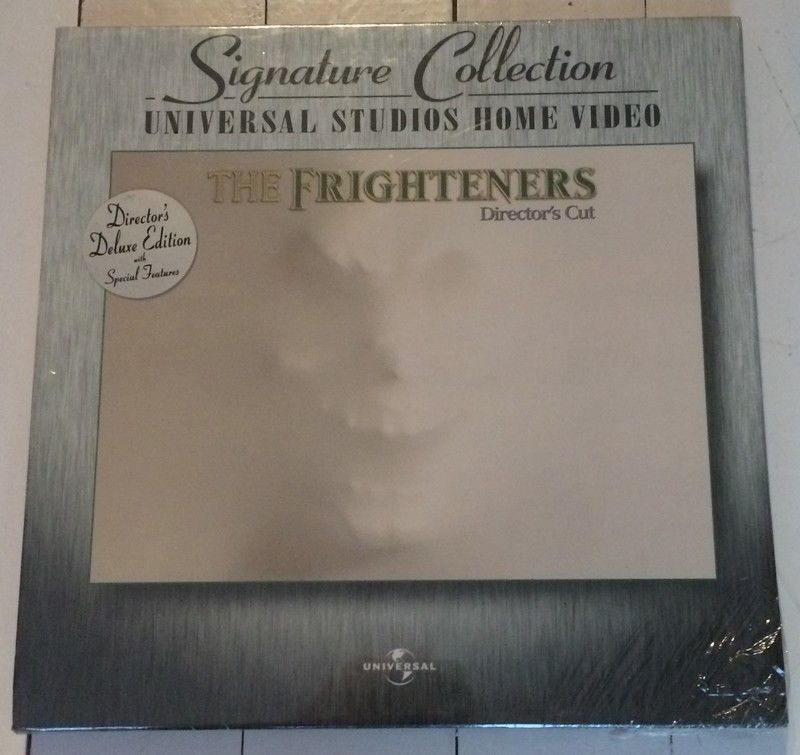 Signature Collection
UNIVERSAL STUDIOS HOME VIDEO
THE FRIGHTENERS
Director's Cut
Director's
Deluxe Edition
with
Special Features
UNIVERSAL